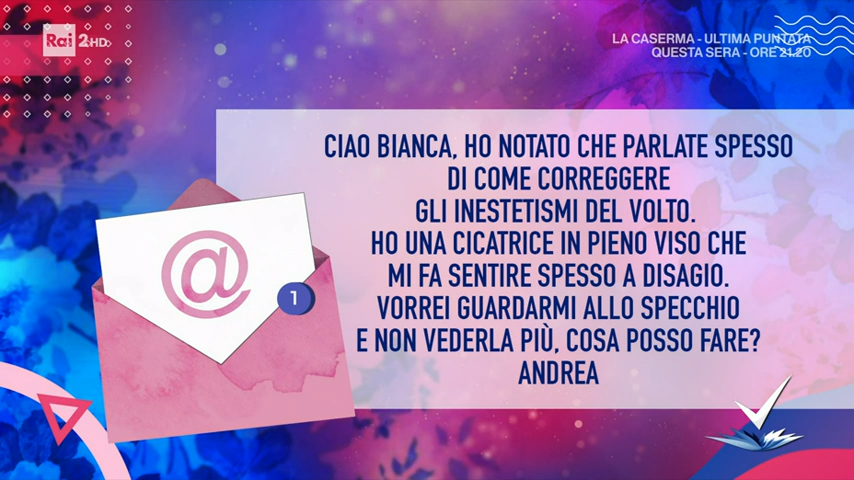 Rai 2HD
LA CASERMA - ULTIMA PUNTATA
QUESTA SERA - ORE 21.20
CIAO BIANCA, HO NOTATO CHE PARLATE SPESSO
DI COME CORREGGERE
GLI INESTETISMI DEL VOLTO.
HO UNA CICATRICE IN PIENO VISO CHE
MI FA SENTIRE SPESSO A DISAGIO.
VORREI GUARDARMI ALLO SPECCHIO
E NON VEDERLA PIÙ, COSA POSSO FARE?
ANDREA
@
1